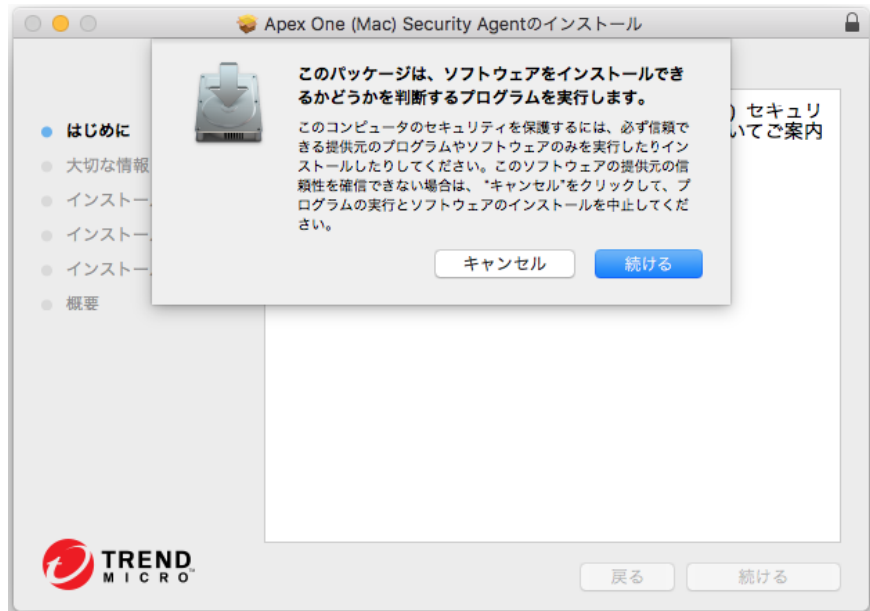 Apex One (Mac) Security Agentのインストール
このパッケージは、ソフトウェアをインストールでき
るかどうかを判断するプログラムを実行します。
このコンピュータのセキュリティを保護するには、必ず信頼で
きる提供元のプログラムやソフトウェアのみを実行したりイン
ストールしたりしてください。このソフトウェアの提供元の信
頼性を確信できない場合は、 "キャンセル"をクリックして、プ
ログラムの実行とソフトウェアのインストールを中止してくだ
さい。
キャンセル
続ける
) セキュリ
いてご案内
はじめに
大切な情報
インストー
インストー
インストー
概要
TREND
MICRO
戻る
続ける